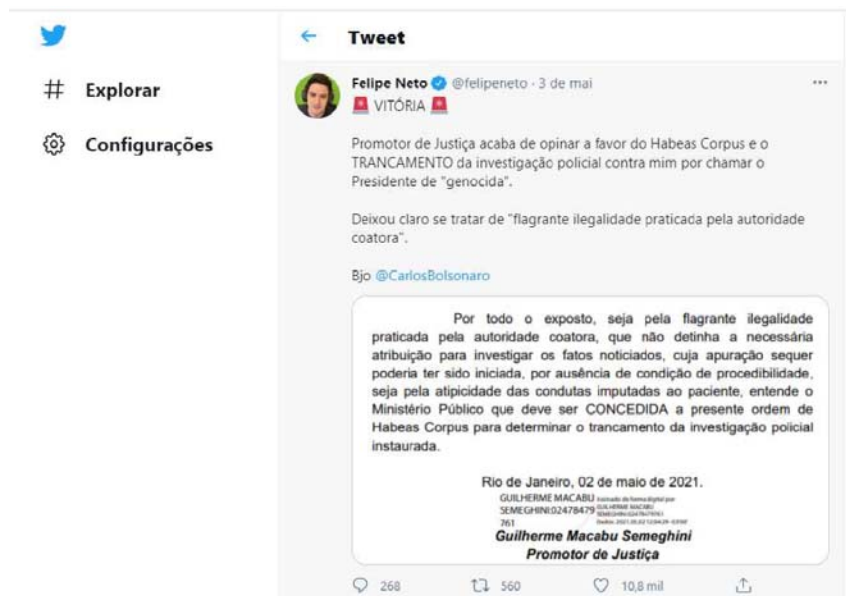 Tweet
Explorar
Configurações
Felipe Neto @felipeneto · 3 de mai
🚨 VITÓRIA 🚨
Promotor de Justiça acaba de opinar a favor do Habeas Corpus e o
TRANCAMENTO da investigação policial contra mim por chamar o
Presidente de "genocida".
Deixou claro se tratar de "flagrante ilegalidade praticada pela autoridade
coatora".
Bjo @CarlosBolsonaro
Por todo o exposto, seja pela flagrante ilegalidade
praticada pela autoridade coatora, que não detinha a necessária
atribuição para investigar os fatos noticiados, cuja apuração sequer
poderia ter sido iniciada, por ausência de condição de procedibilidade,
seja pela atipicidade das condutas imputadas ao paciente, entende o
Ministério Público que deve ser CONCEDIDA a presente ordem de
Habeas Corpus para determinar o trancamento da investigação policial
instaurada.
Rio de Janeiro, 02 de maio de 2021.
GUILHERME MACABU
SEMEGHINI:02478479
761
Guilherme Macabu Semeghini
Promotor de Justiça
268 560 10,8 mil